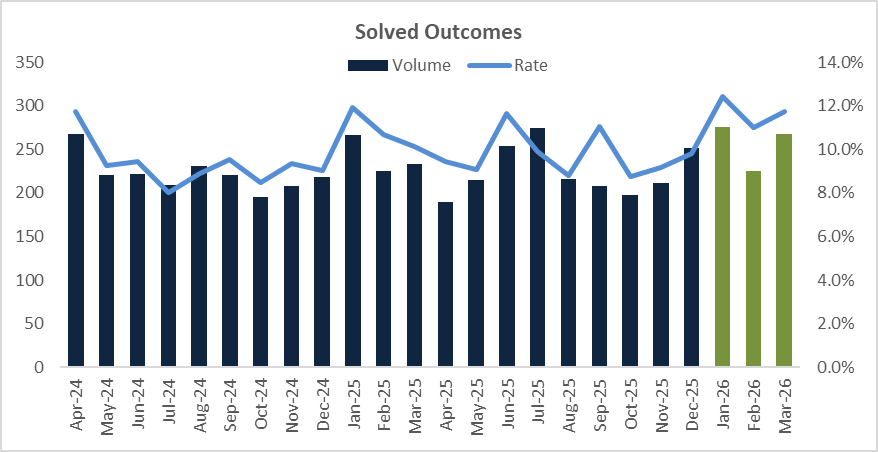 Solved Outcomes
Volume Rate
350 14.0%
300 12.0%
250 10.0%
200 8.0%
150 6.0%
100 4.0%
50 2.0%
0 0.0%
Apr-24 May-24 Jun-24 Jul-24 Aug-24 Sep-24 Oct-24 Nov-24 Dec-24 Jan-25 Feb-25 Mar-25 Apr-25 May-25 Jun-25 Jul-25 Aug-25 Sep-25 Oct-25 Nov-25 Dec-25 Jan-26 Feb-26 Mar-26